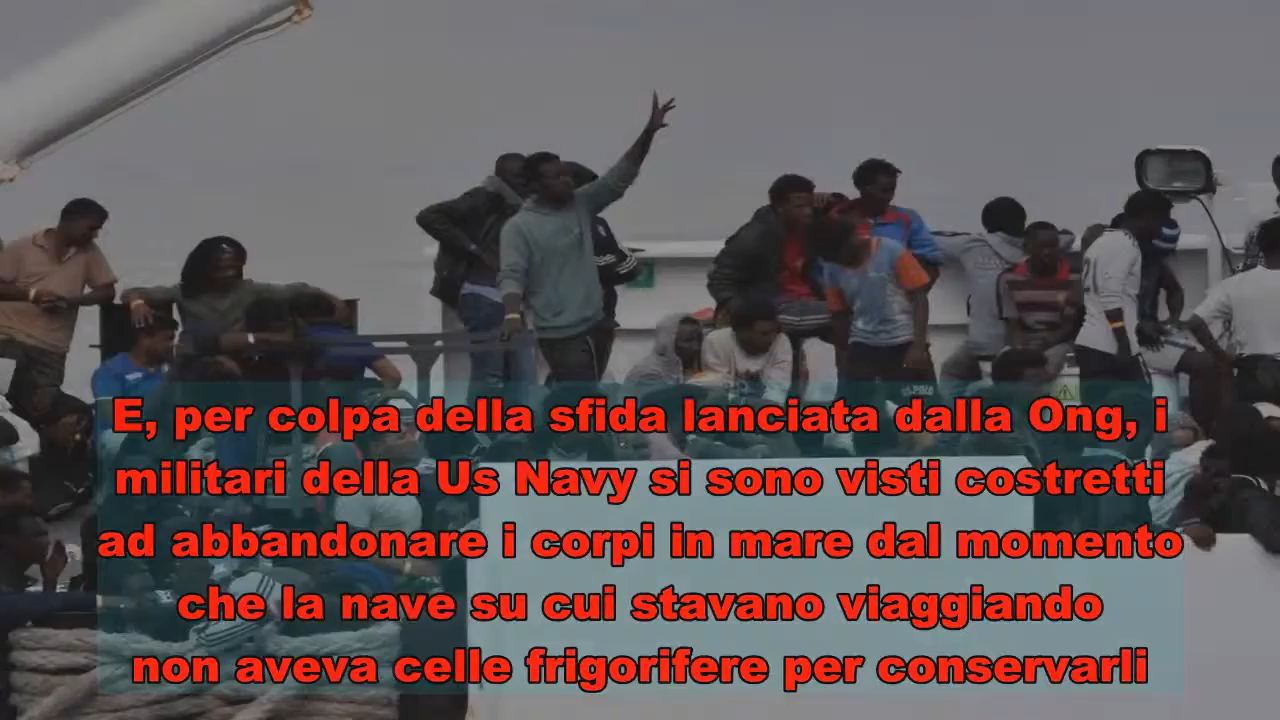 E, per colpa della sfida lanciata dalla Ong, i
militari della Us Navy si sono visti costretti
ad abbandonare i corpi in mare dal momento
che la nave su cui stavano viaggiando
non aveva celle frigorifere per conservarli